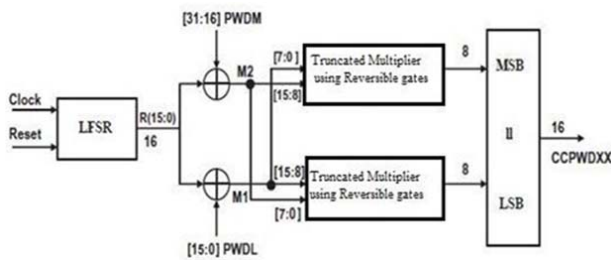 [31:16] PWDM
[7:0 ]
Truncated Multiplier
using Reversible gates
8
MSB
M2
[15:8]
Clock
LFSR
R(15:0)
16
Reset
ll
16
CCPWDXX
[15:8]
Truncated Multiplier
using Reversible gates
8
M1
[7:0]
LSB
[15:0] PWDL